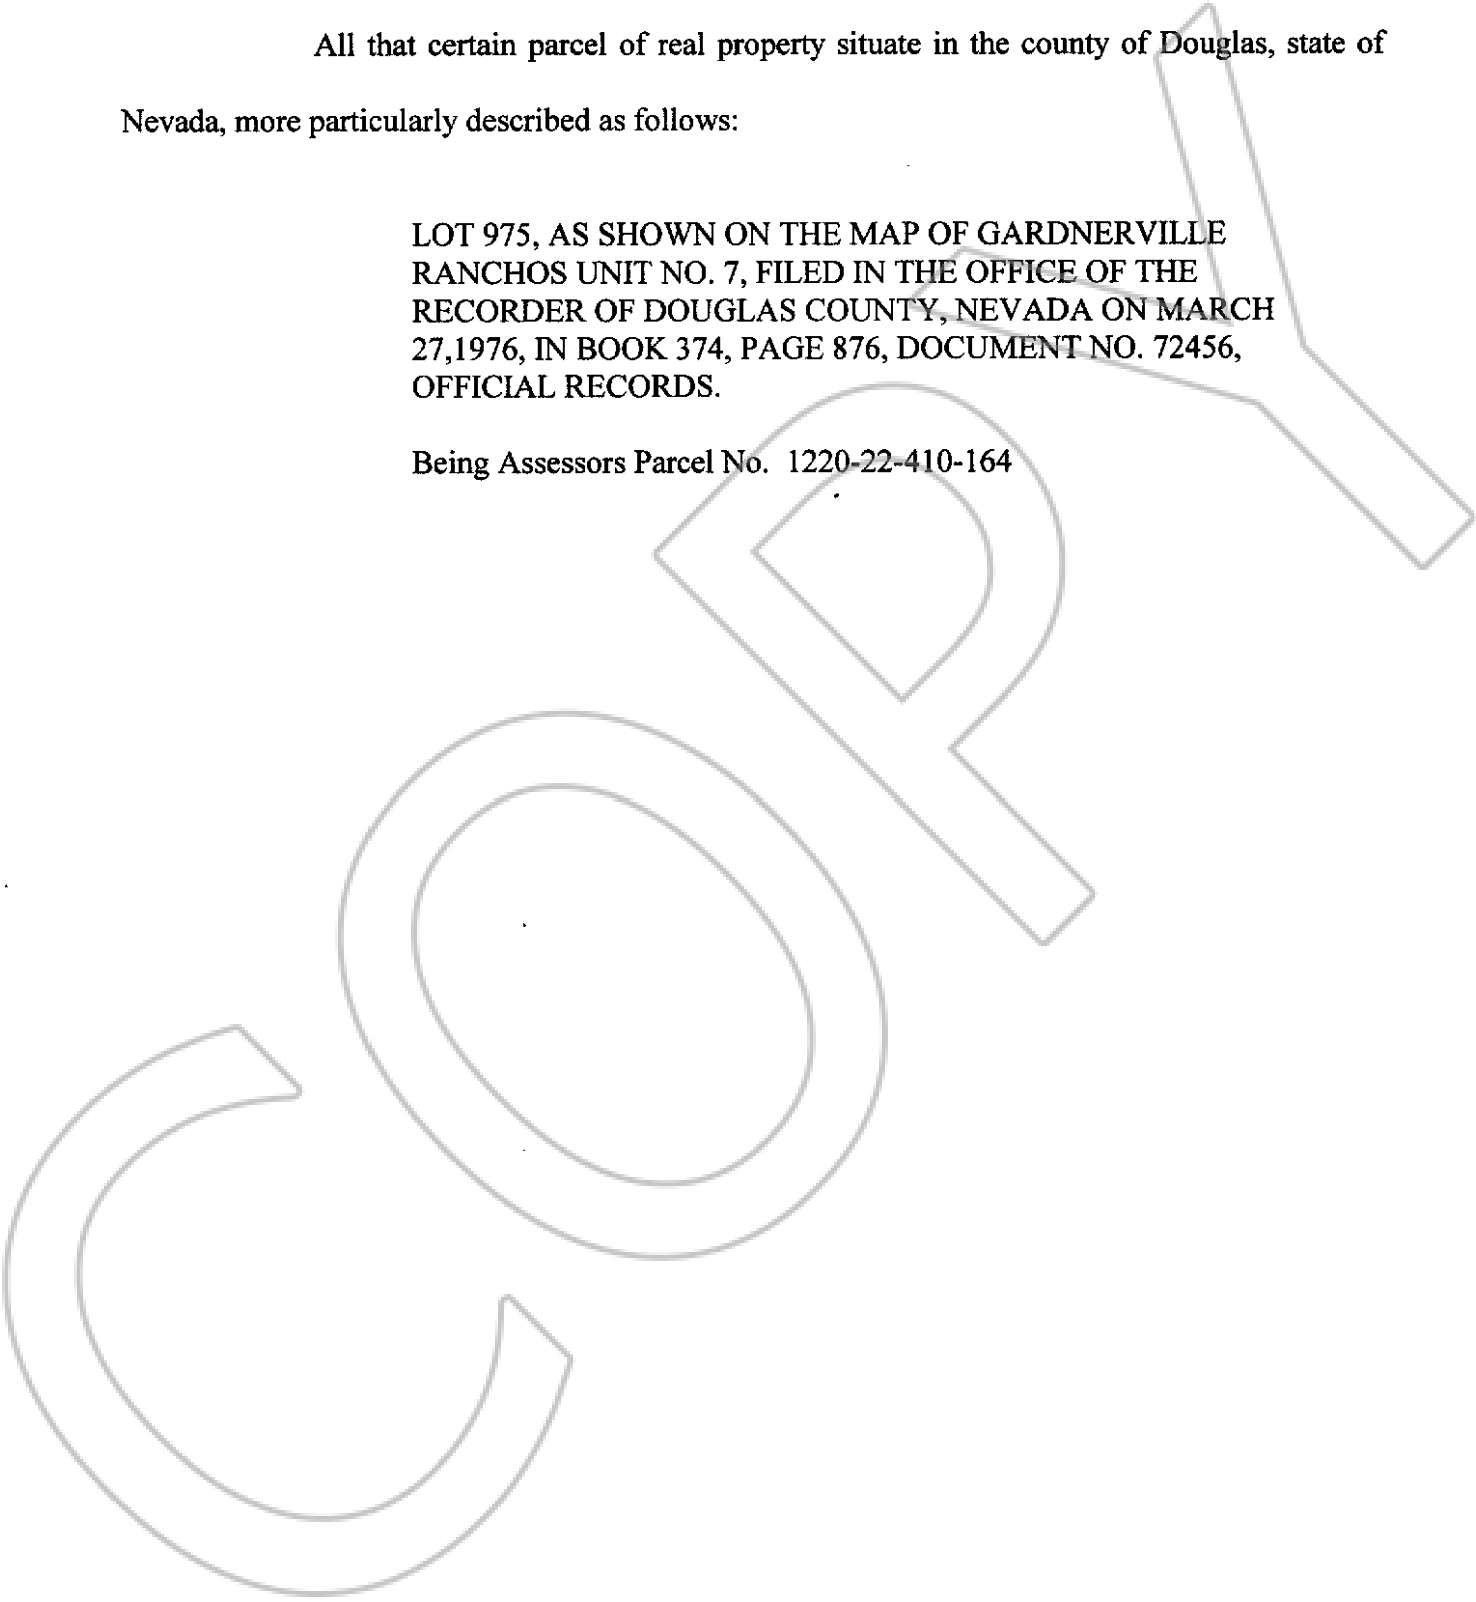 All that certain parcel of real property situate in the county of Douglas, state of
Nevada, more particularly described as follows:
LOT 975, AS SHOWN ON THE MAP OF GARDNERVILLE
RANCHOS UNIT NO. 7, FILED IN THE OFFICE OF THE
RECORDER OF DOUGLAS COUNTY, NEVADA ON MARCH
27,1976, IN BOOK 374, PAGE 876, DOCUMENT NO. 72456,
OFFICIAL RECORDS.
Being Assessors Parcel No. 1220-22-410-164
COPY